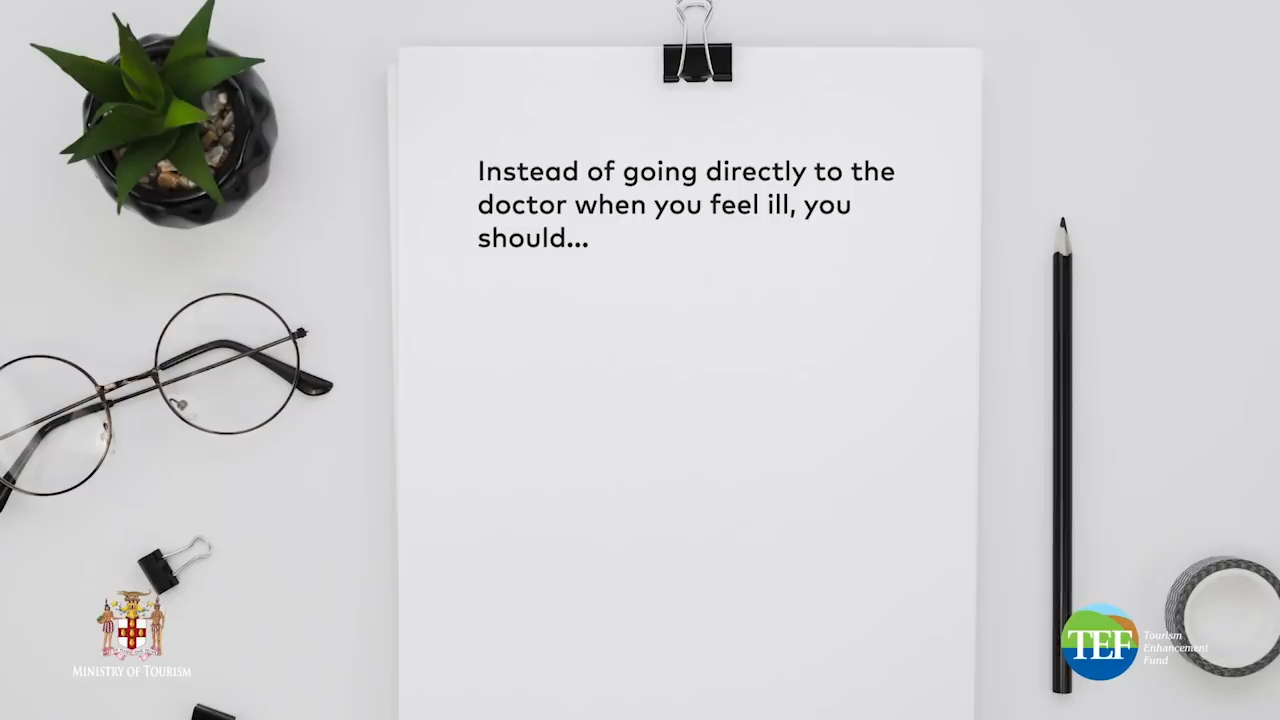 Instead of going directly to the
doctor when you feel ill, you
should...
MINISTRY OF TOURISM
TEF
Tourism
Enhancement
Fund